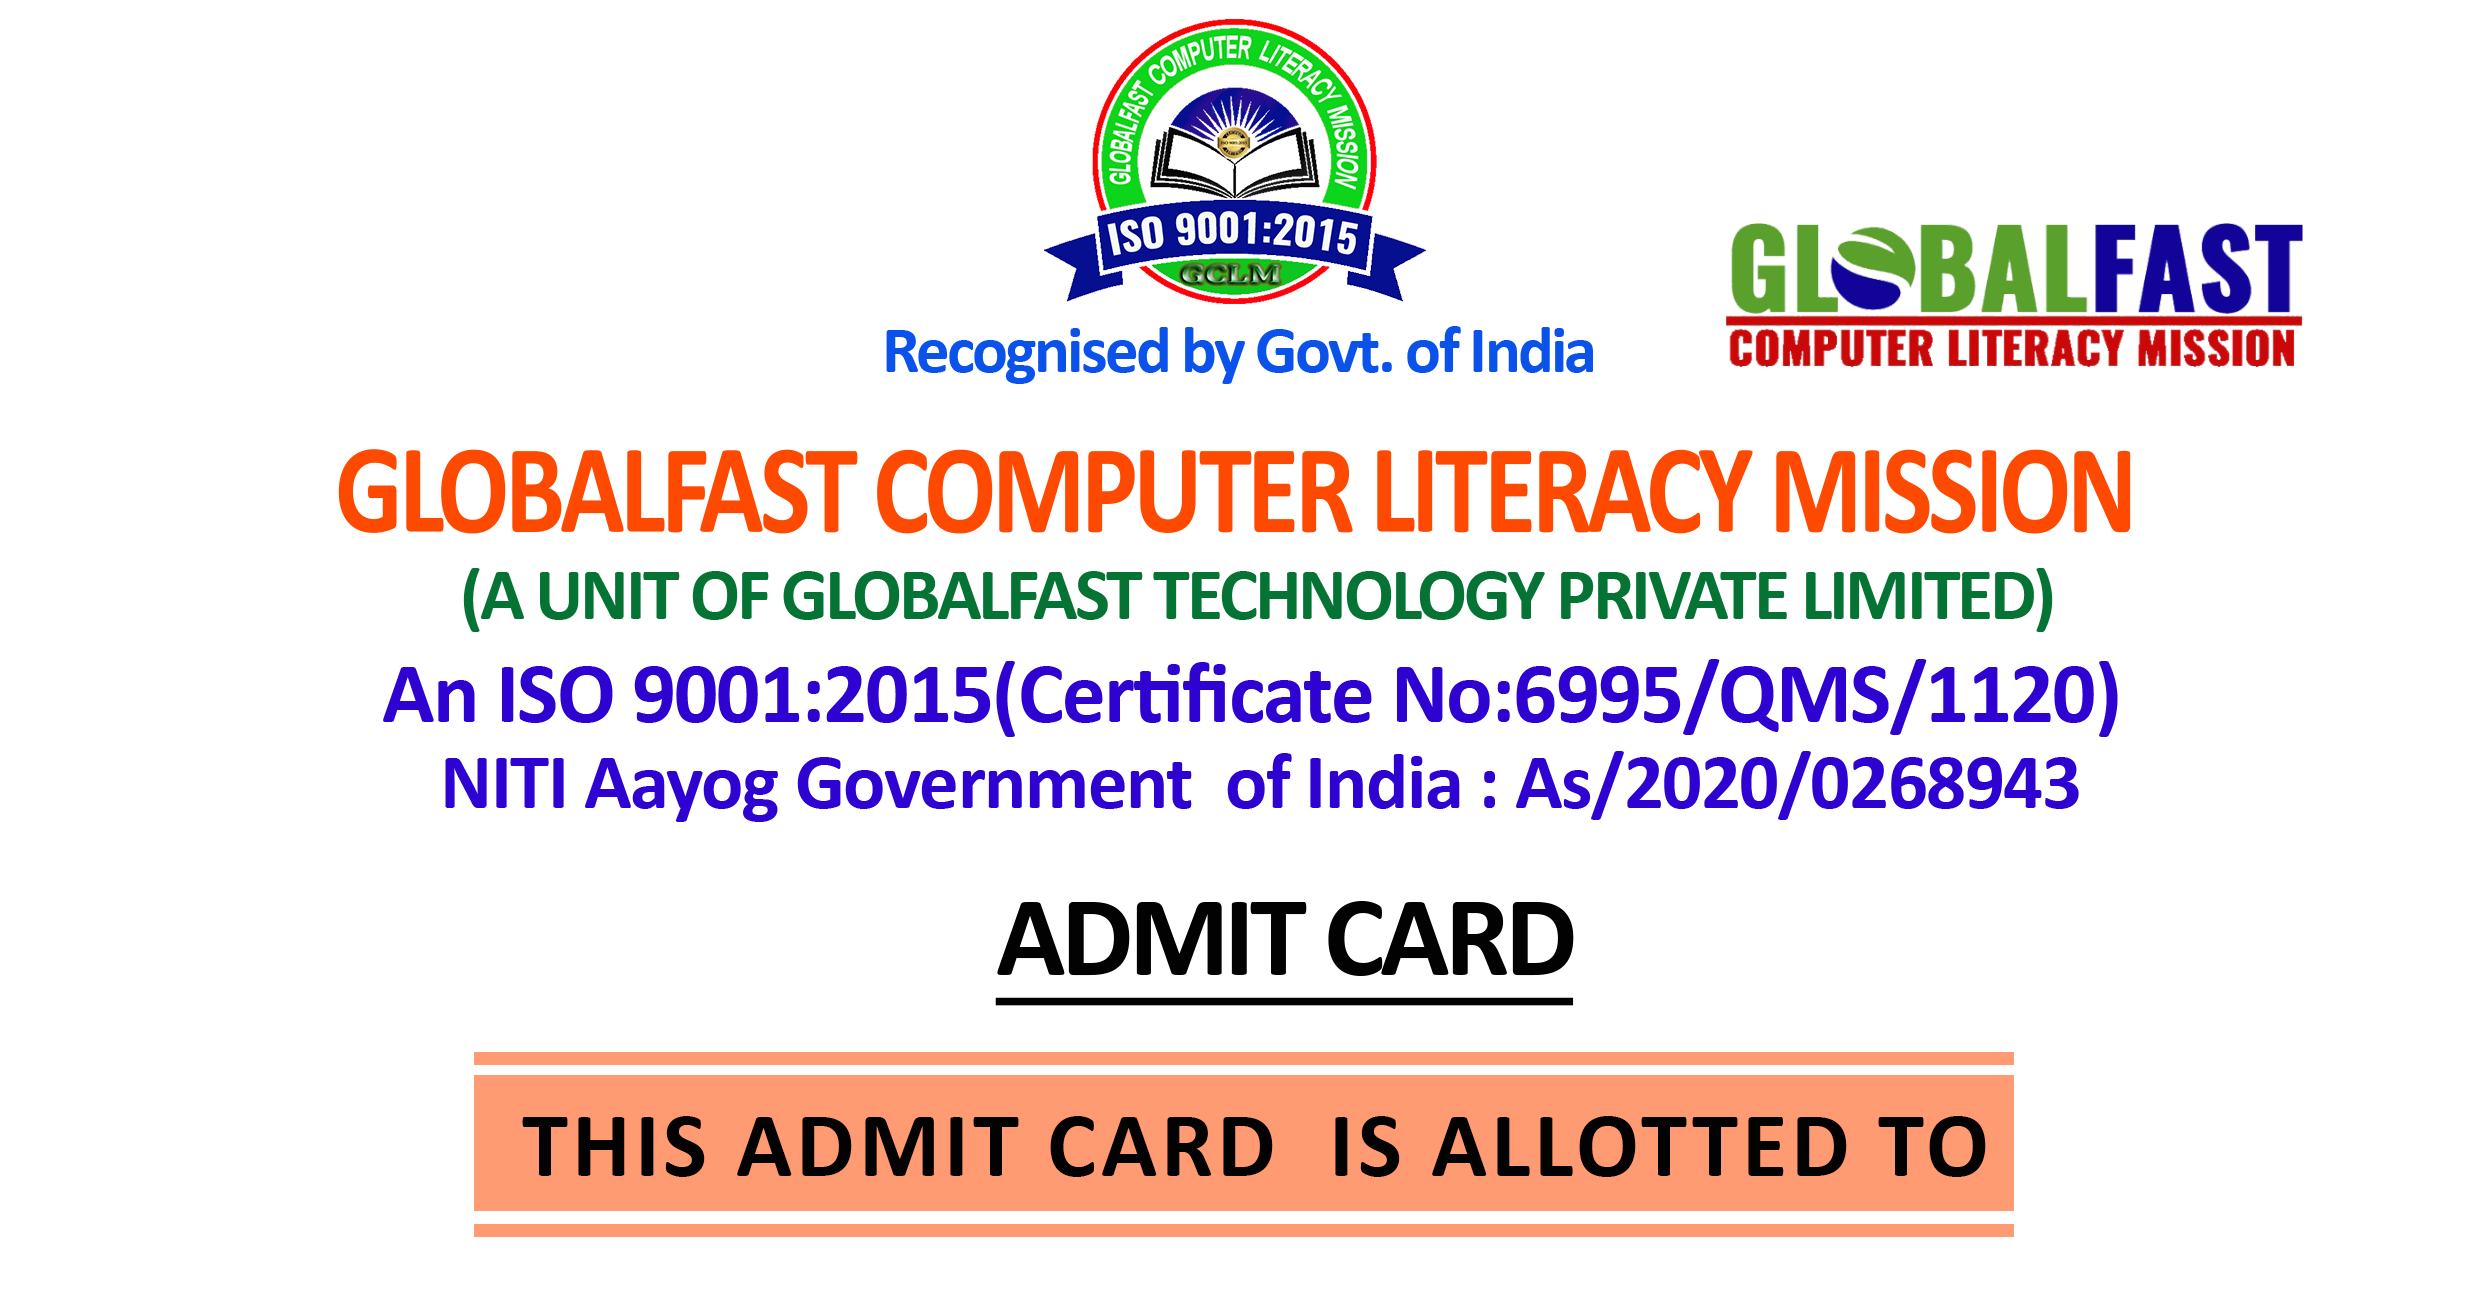 GLOBALFAST COMPUTER LITERACY MISSION
ISO 9001:2015
GCLM
Recognised by Govt. of India
GLOBALFAST
COMPUTER LITERACY MISSION
GLOBALFAST COMPUTER LITERACY MISSION
(A UNIT OF GLOBALFAST TECHNOLOGY PRIVATE LIMITED)
An ISO 9001:2015(Certificate No:6995/QMS/1120)
NITI Aayog Government of India : As/2020/0268943
ADMIT CARD
THIS ADMIT CARD IS ALLOTTED TO